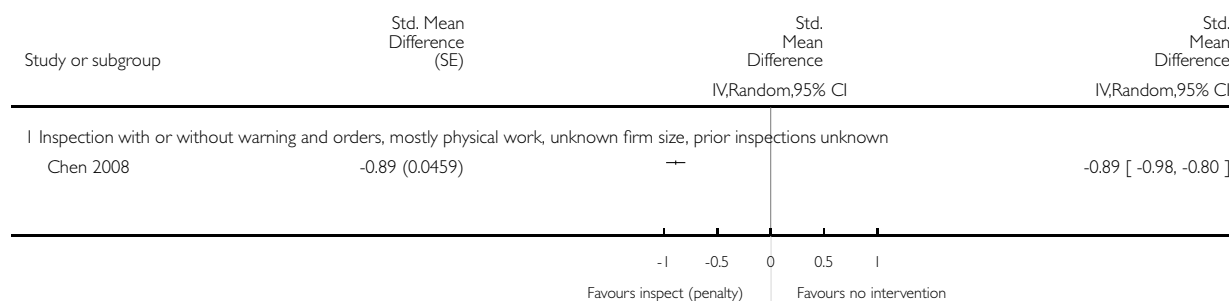 Study or subgroup
Std. Mean
Difference
(SE)
Std.
Mean
Difference
Std.
Mean
Difference
IV,Random,95% CI
IV,Random,95% CI
1 Inspection with or without warning and orders, mostly physical work, unknown firm size, prior inspections unknown
Chen 2008 -0.89 (0.0459) -0.89 [ -0.98, -0.80 ]
-1 -0.5 0 0.5 1
Favours inspect (penalty) Favours no intervention